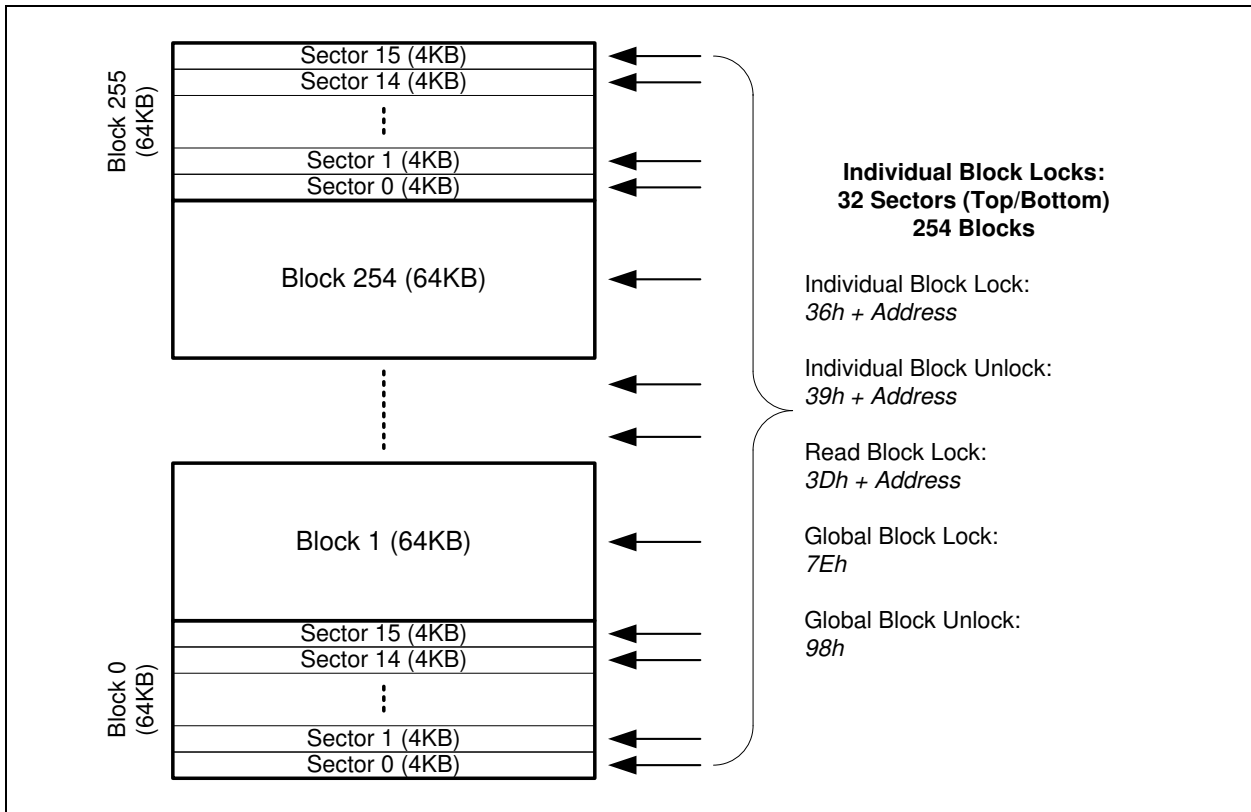 Block 255
(64KB)
Sector 15 (4KB)
Sector 14 (4KB)
Sector 1 (4KB)
Sector 0 (4KB)
Block 254 (64KB)
Block 1 (64KB)
Block 0
(64KB)
Sector 15 (4KB)
Sector 14 (4KB)
Sector 1 (4KB)
Sector 0 (4KB)
Individual Block Locks:
32 Sectors (Top/Bottom)
254 Blocks
Individual Block Lock:
36h + Address
Individual Block Unlock:
39h + Address
Read Block Lock:
3Dh + Address
Global Block Lock:
7Eh
Global Block Unlock:
98h